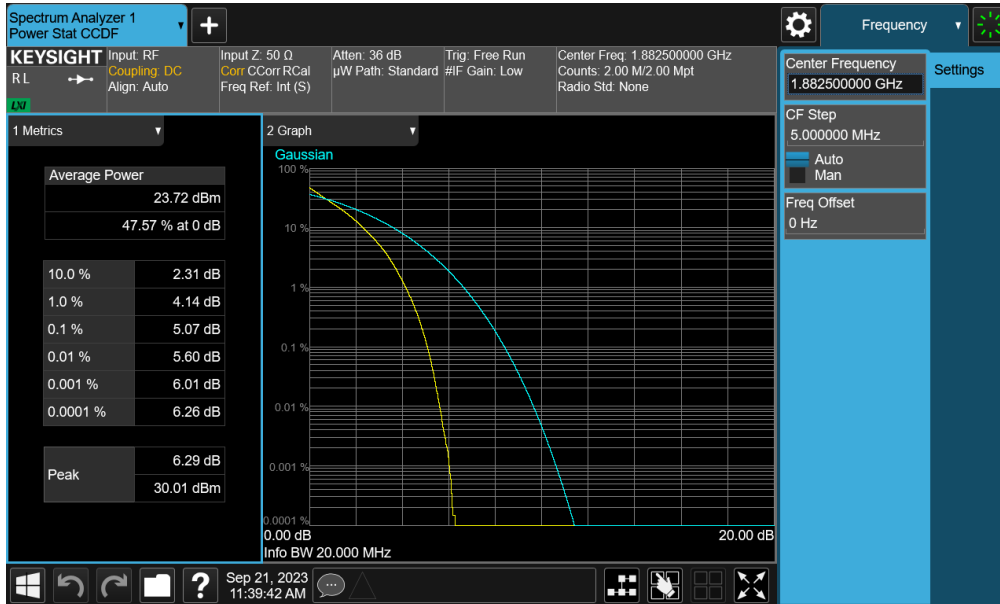 Spectrum Analyzer 1
Power Stat CCDF
+
Frequency
KEYSIGHT
R L
LXI
Input: RF
Coupling: DC
Align: Auto
Input Z: 50 Ω
Corr CCorr RCal
Freq Ref: Int (S)
Atten: 36 dB
µW Path: Standard
Trig: Free Run
#IF Gain: Low
Center Freq: 1.882500000 GHz
Counts: 2.00 M/2.00 Mpt
Radio Std: None
Center Frequency
1.882500000 GHz
Settings
CF Step
5.000000 MHz
Auto
Man
Freq Offset
0 Hz
1 Metrics
Average Power
23.72 dBm
47.57 % at 0 dB
10.0 % 2.31 dB
1.0 % 4.14 dB
0.1 % 5.07 dB
0.01 % 5.60 dB
0.001 % 6.01 dB
0.0001 % 6.26 dB
Peak
6.29 dB
30.01 dBm
2 Graph
Gaussian
100 %
10 %
1 %
0.1 %
0.01 %
0.001 %
0.0001 %
0.00 dB 20.00 dB
Info BW 20.000 MHz
?
Sep 21, 2023
11:39:42 AM